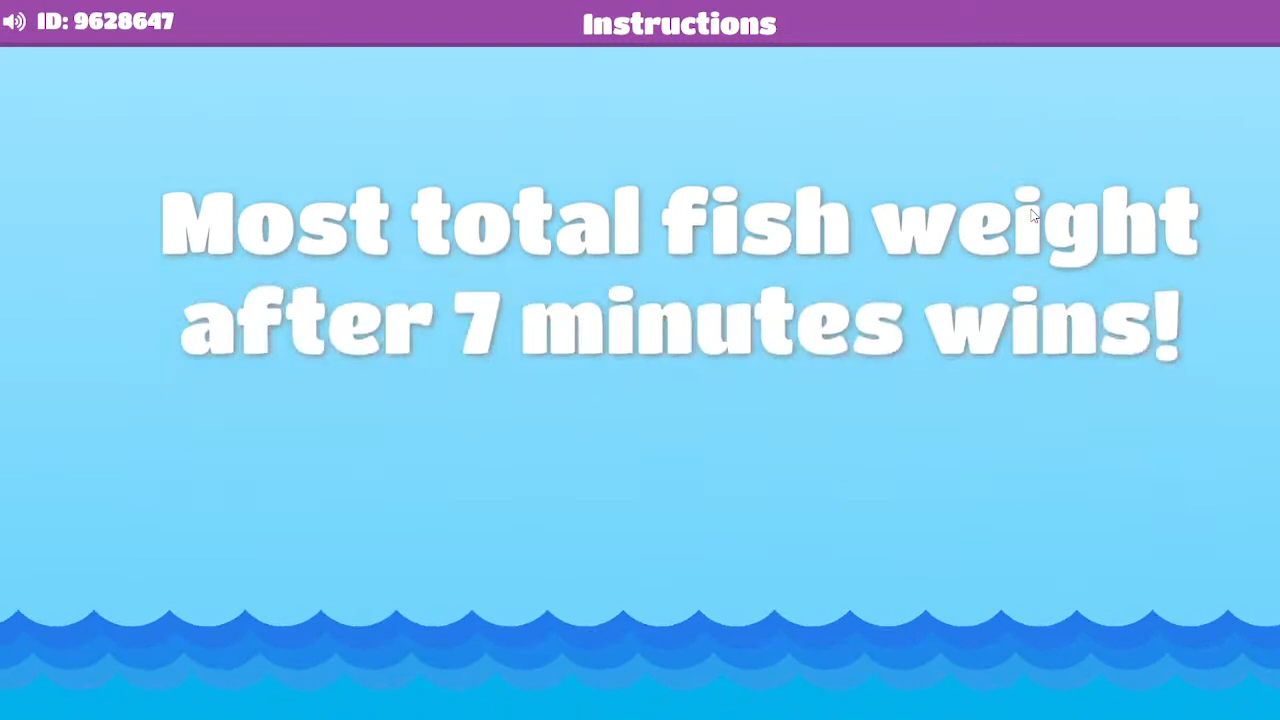 ID: 9628647
Instructions
Most total fish weight
after 7 minutes wins!